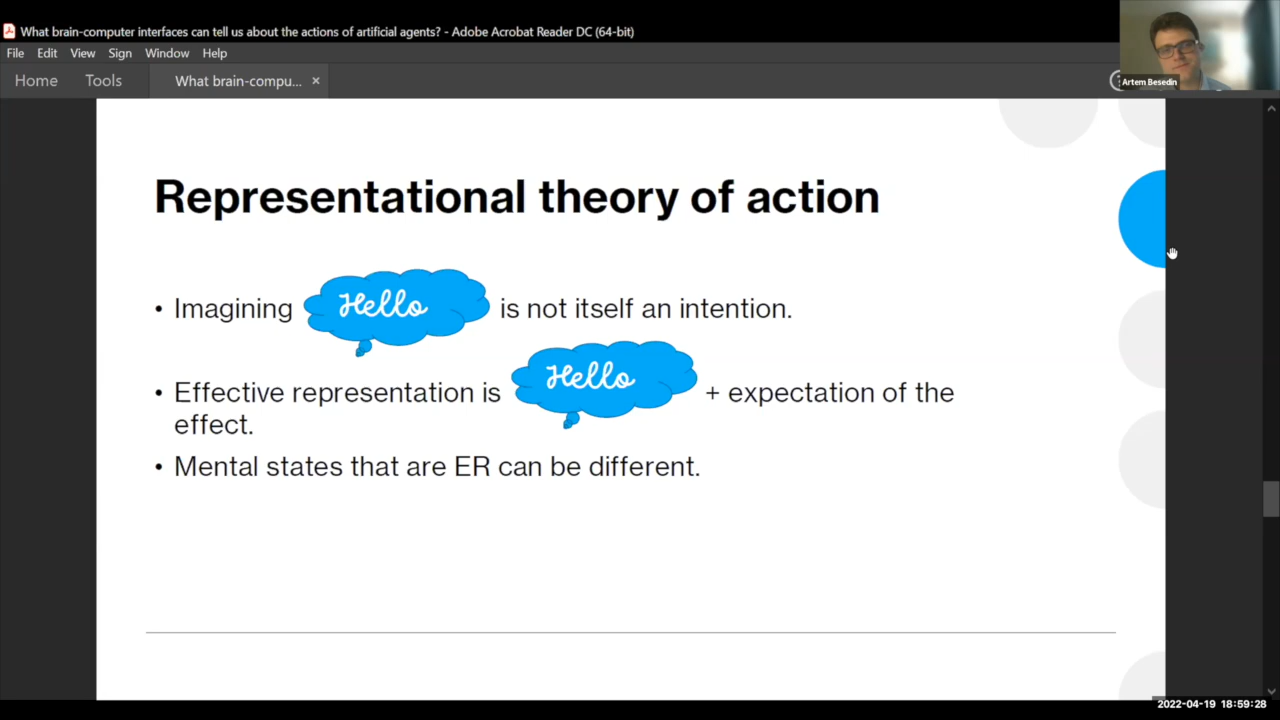 What brain-computer interfaces can tell us about the actions of artificial agents? - Adobe Acrobat Reader DC (64-bit)
File Edit View Sign Window Help
Home Tools What brain-compu... ×
Artem Besedin
Representational theory of action
• Imagining Hello is not itself an intention.
• Effective representation is Hello + expectation of the
effect.
• Mental states that are ER can be different.
2022-04-19 18:59:28